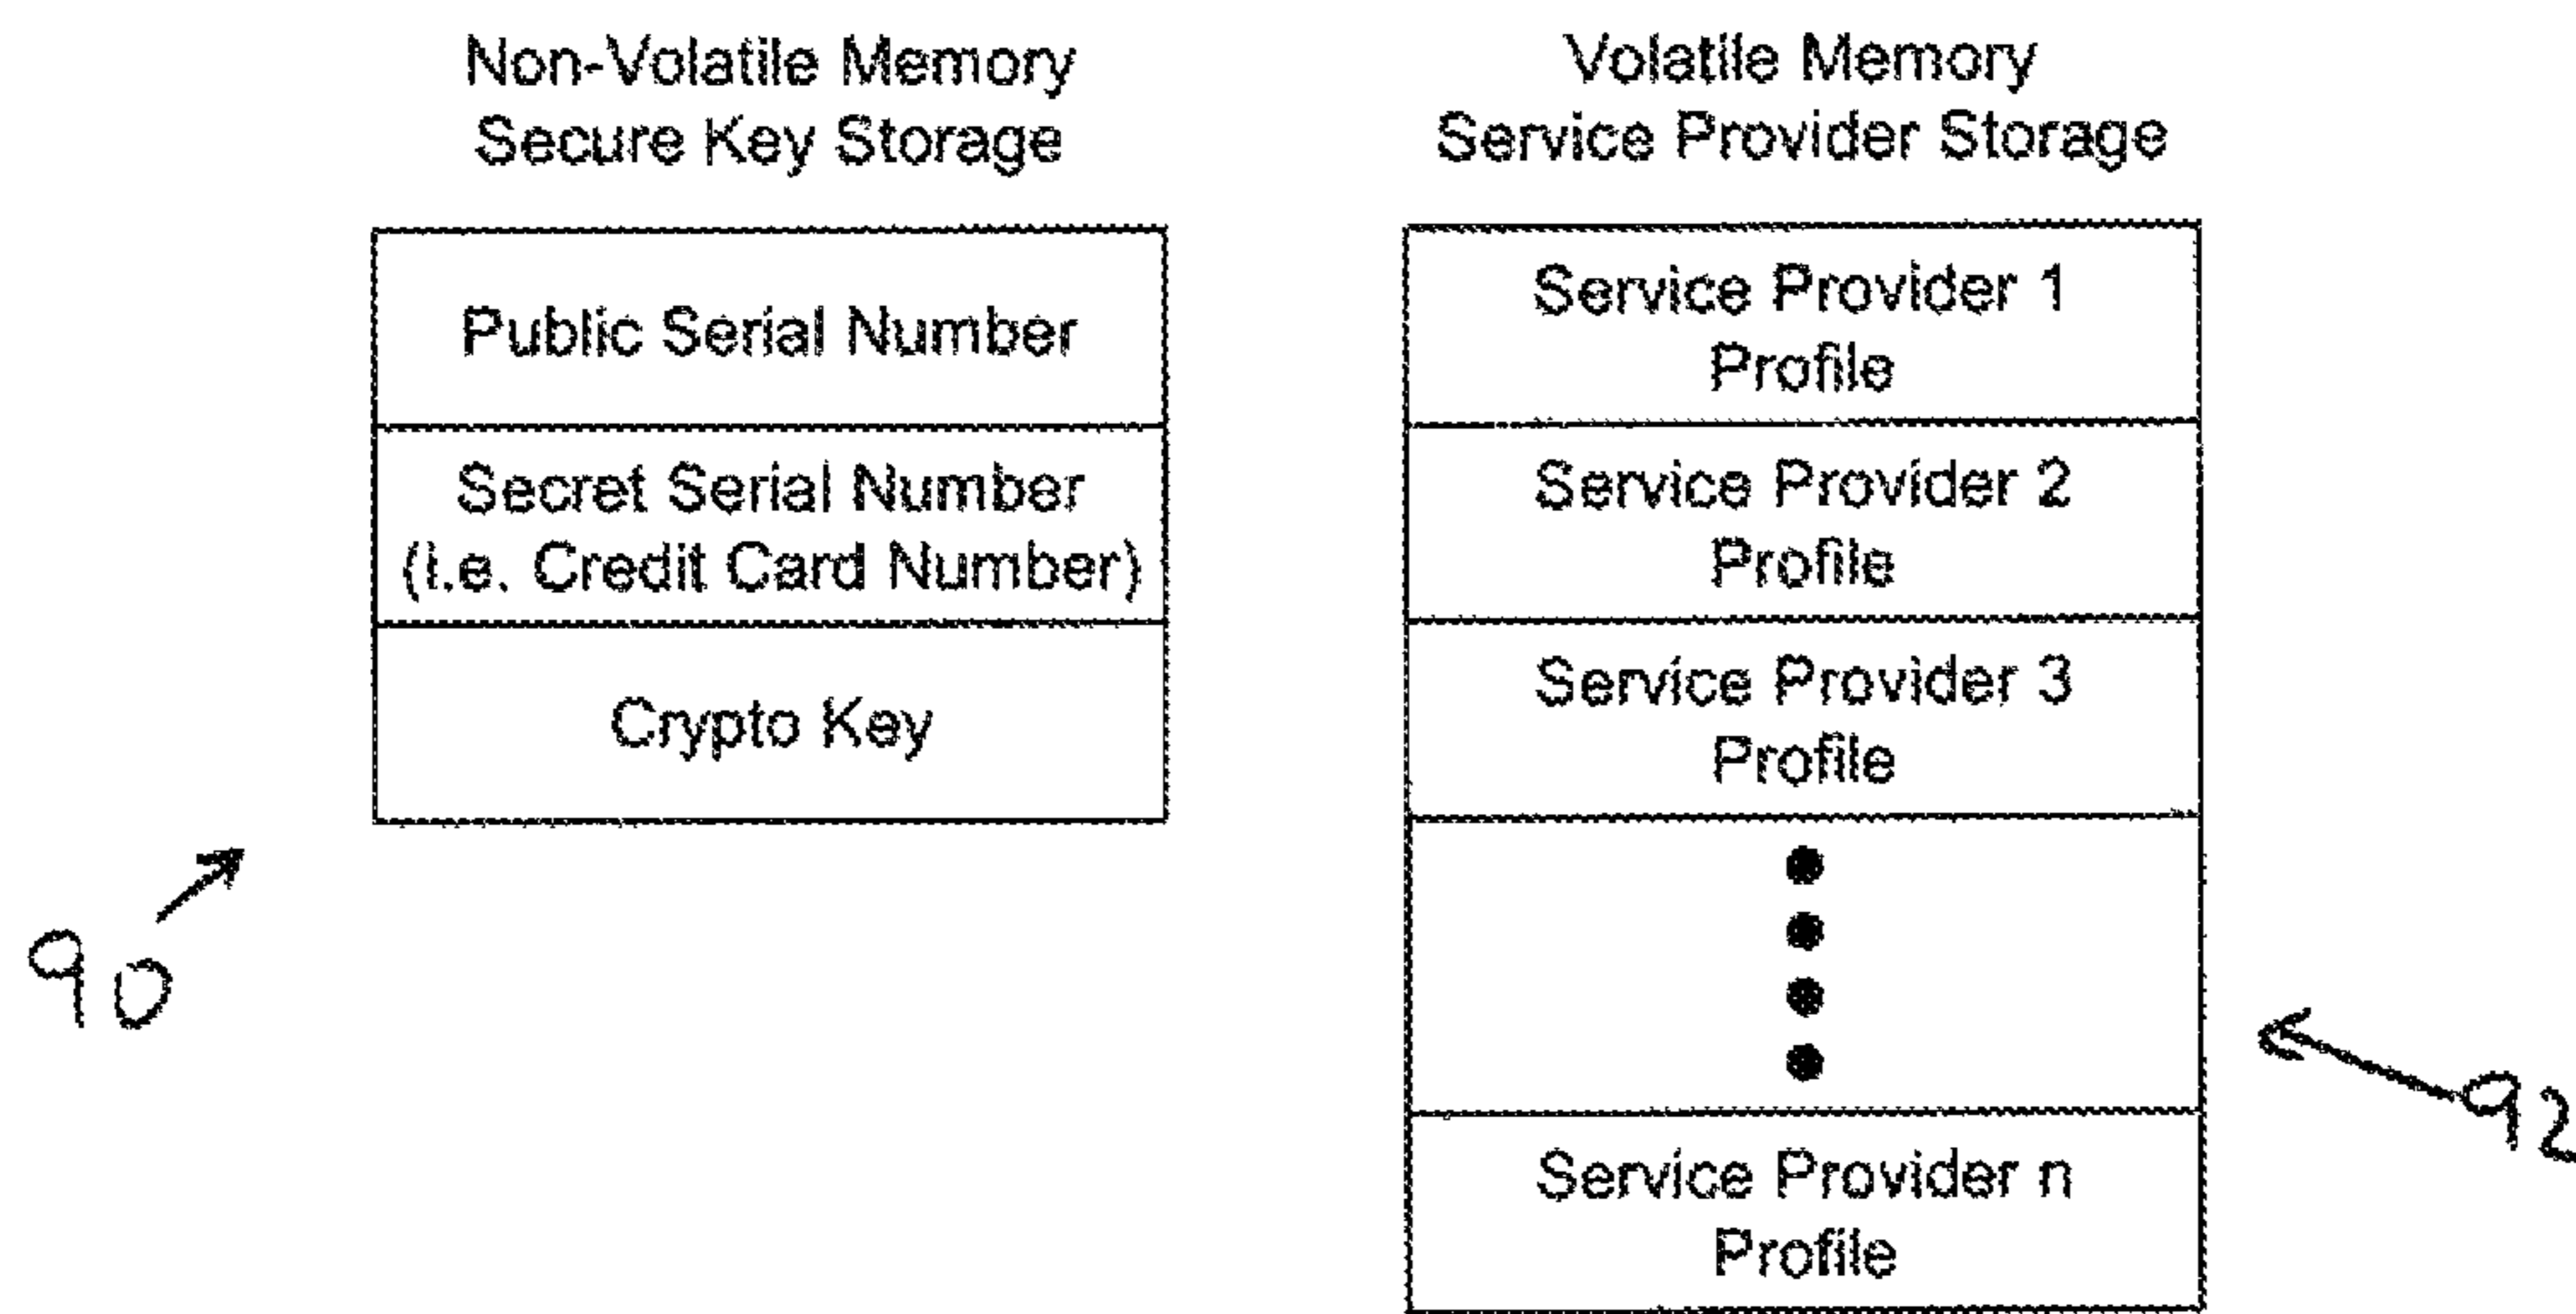 Non-Volatile Memory
Secure Key Storage
Public Serial Number
Secret Serial Number
(i.e. Credit Card Number)
Crypto Key
90
Volatile Memory
Service Provider Storage
Service Provider 1
Profile
Service Provider 2
Profile
Service Provider 3
Profile
Service Provider n
Profile
92